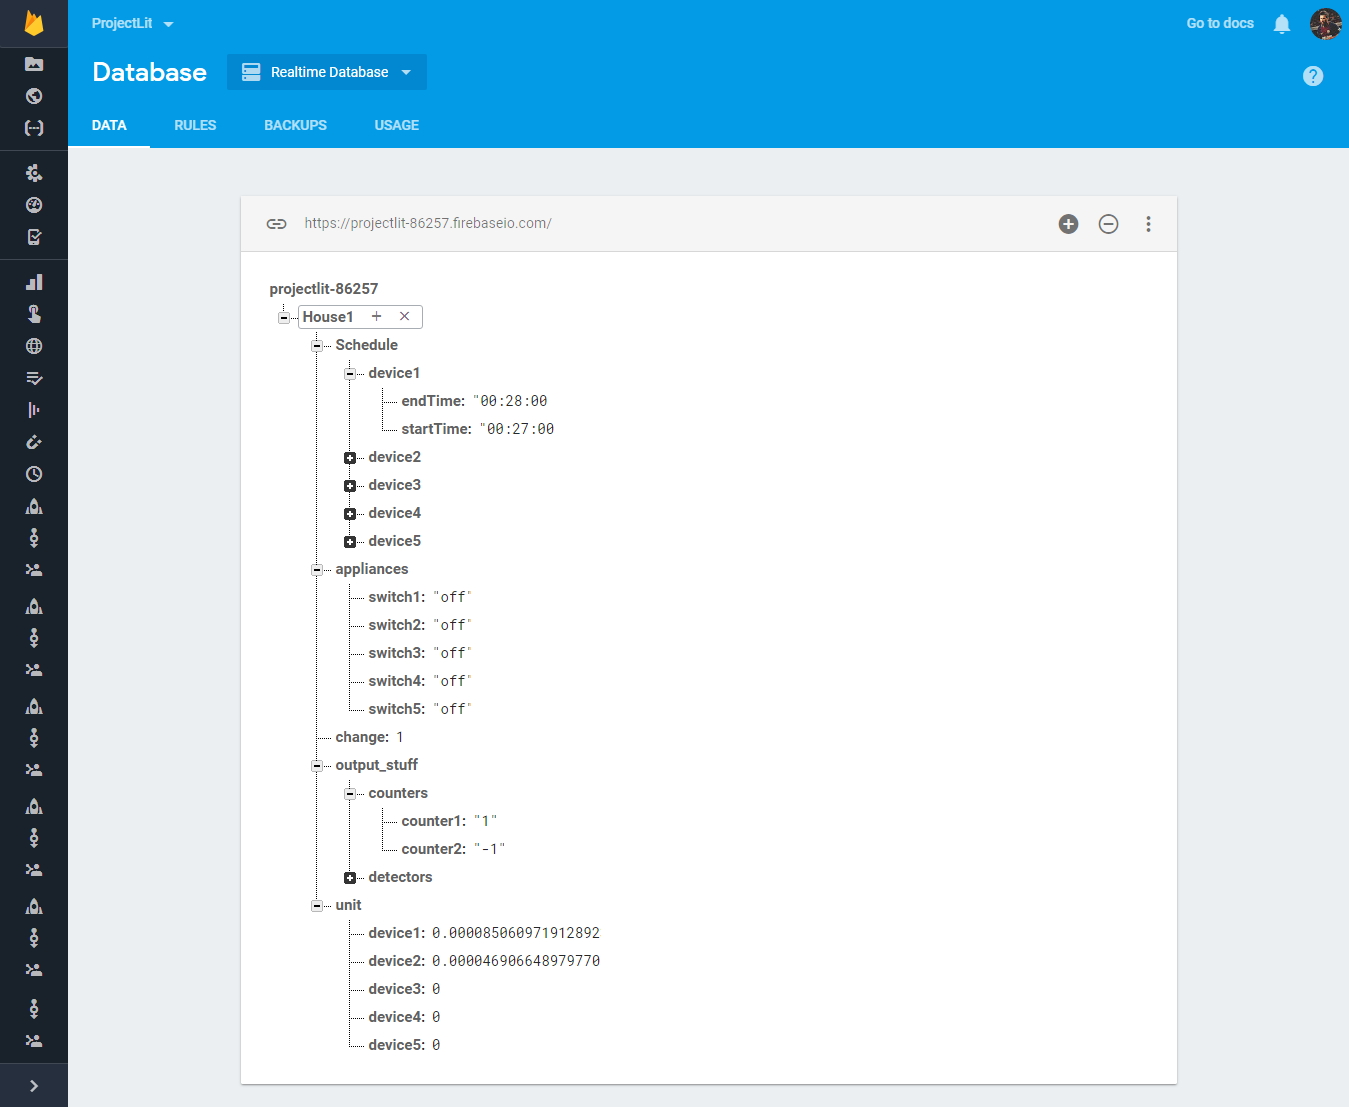 ProjectLit
Go to docs
Database
Realtime Database
DATA RULES BACKUPS USAGE
https://projectlit-86257.firebaseio.com/
projectlit-86257
House1
Schedule
device1
endTime: "00:28:00
startTime: "00:27:00
device2
device3
device4
device5
appliances
switch1: "off"
switch2: "off"
switch3: "off"
switch4: "off"
switch5: "off"
change: 1
output_stuff
counters
counter1: "1"
counter2: "-1"
detectors
unit
device1: 0.000085060971912892
device2: 0.000046906648979770
device3: 0
device4: 0
device5: 0